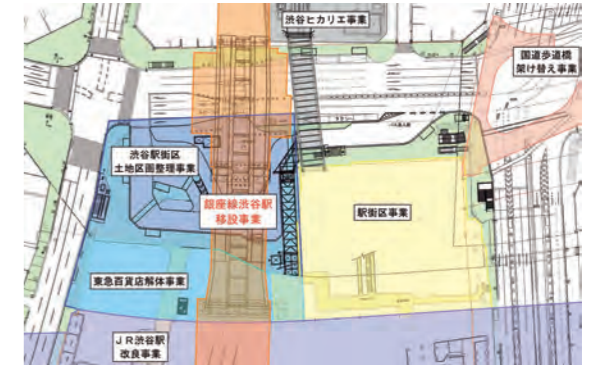 渋谷ヒカリエ事業
国道歩道橋
架け替え事業
渋谷駅街区
土地区画整理事業
銀座線渋谷駅
移設事業
駅街区事業
東急百貨店解体事業
JR渋谷駅
改良事業